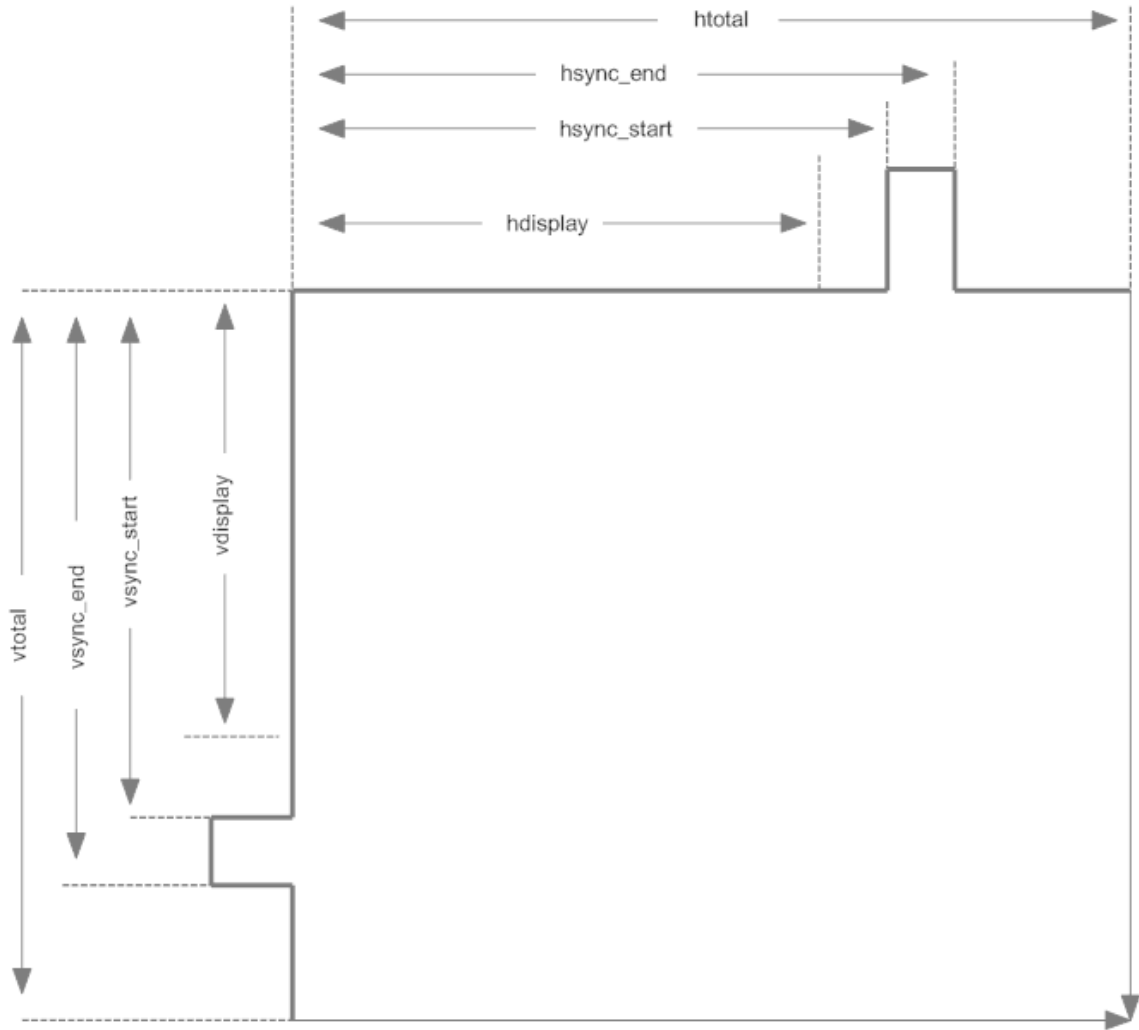 htotal
hsync_end
hsync_start
hdisplay
vdisplay
vsync_start
vsync_end
vtotal